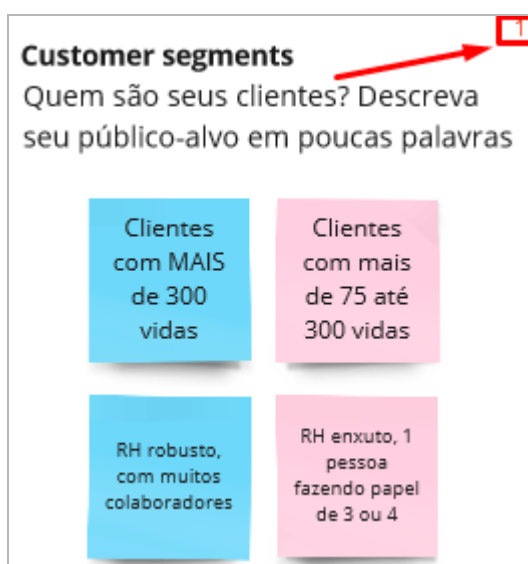 1
Customer segments
Quem são seus clientes? Descreva
seu público-alvo em poucas palavras
Clientes
com MAIS
de 300
vidas
Clientes
com mais
de 75 até
300 vidas
RH robusto,
com muitos
colaboradores
RH enxuto, 1
pessoa
fazendo papel
de 3 ou 4